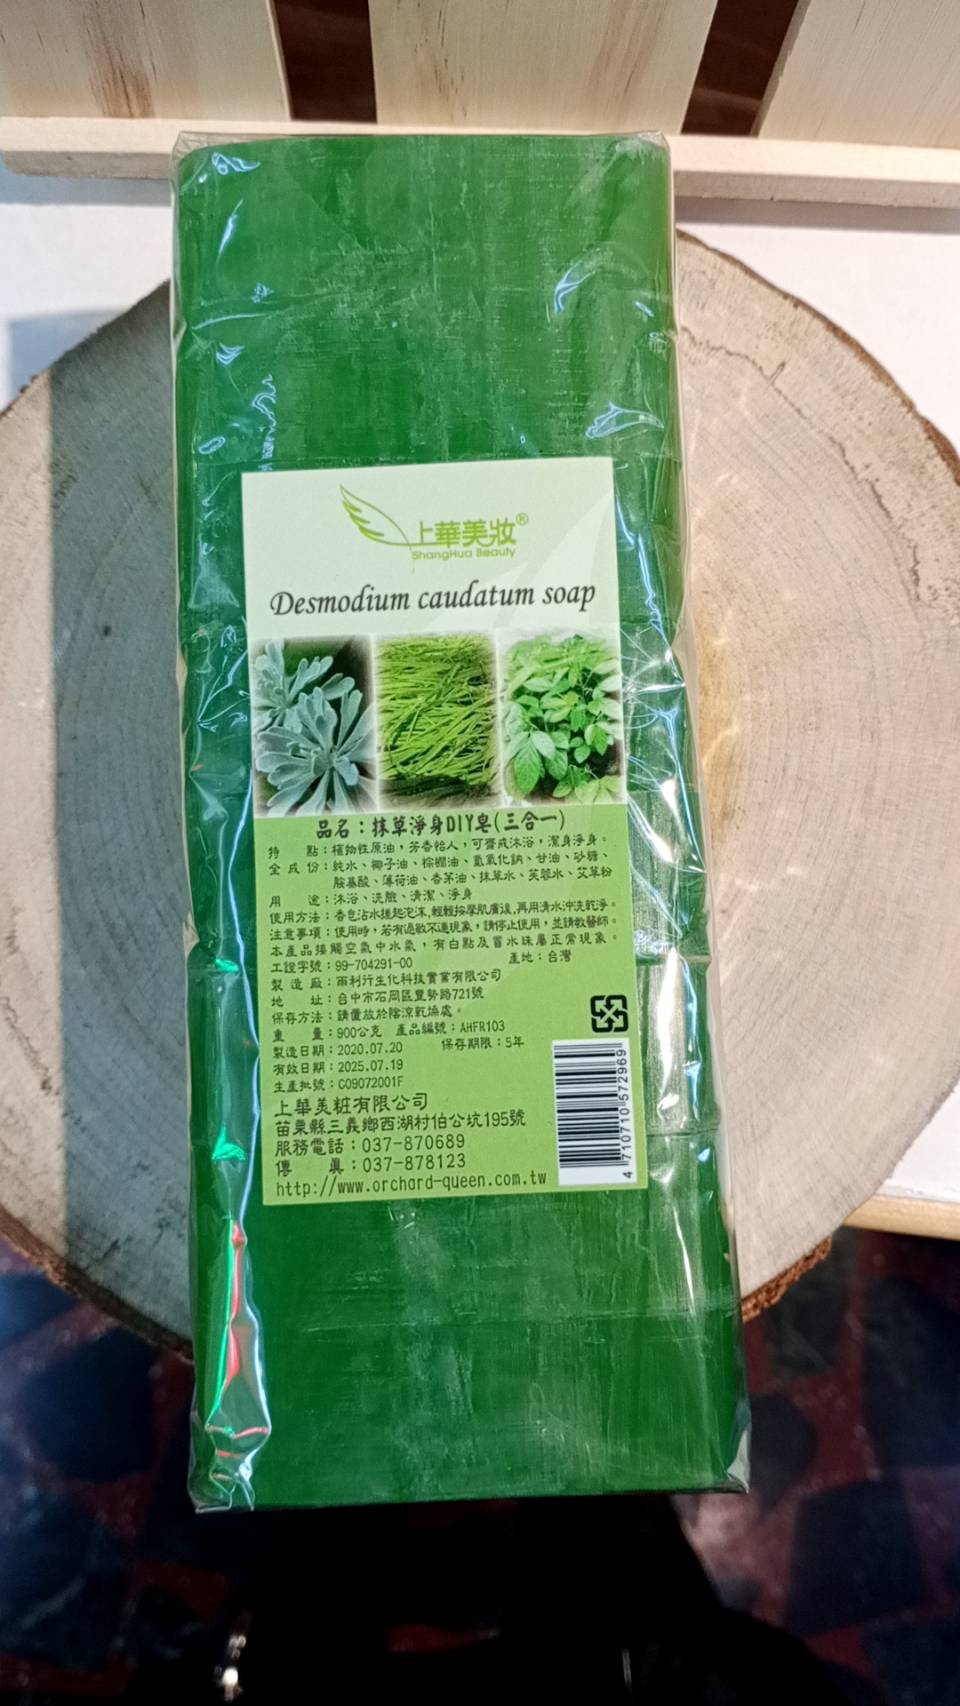 上華美妝®
ShangHua Beauty
Desmodium caudatum soap
品名：抹草淨身DIY皂(三合一)
特 點：植物性原油，芳香怡人，可齋戒沐浴，潔身淨身。
全成份：純水、椰子油、棕櫚油、氫氧化鈉、甘油、砂糖、
胺基酸、薄荷油、香茅油、抹草水、芙蓉水、艾草粉
用 途：沐浴、洗臉、清潔、淨身
使用方法：香皂沾水搓起泡沫,輕輕按摩肌膚後,再用清水沖洗乾淨。
注意事項：使用時，若有過敏不適現象，請停止使用，並請教醫師。
本產品接觸空氣中水氣，有白點及冒水珠屬正常現象。
工證字號：99-704291-00 產地：台灣
製造廠：雨利行生化科技實業有限公司
地 址：台中市石岡區豐勢路721號
保存方法：請置放於陰涼乾燥處。
重 量：900公克 產品編號：AHFR103
製造日期：2020.07.20 保存期限：5年
有效日期：2025.07.19
生產批號：C09072001F
上華美粧有限公司
苗栗縣三義鄉西湖村伯公坑195號
服務電話：037-870689
傳 真：037-878123
http://www.orchard-queen.com.tw
4 710710 572969